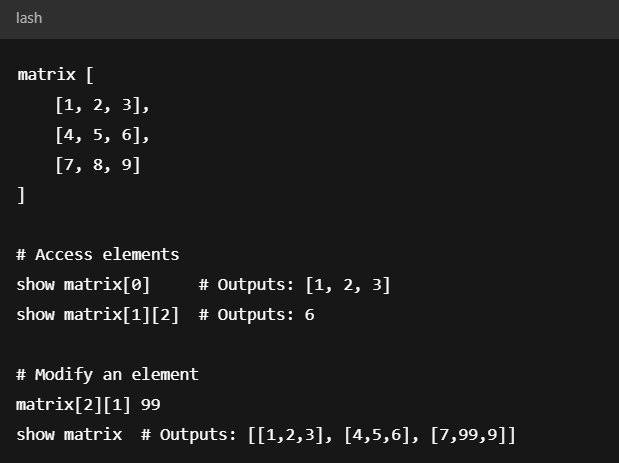 lash
matrix [
    [1, 2, 3],
    [4, 5, 6],
    [7, 8, 9]
]
# Access elements
show matrix[0]     # Outputs: [1, 2, 3]
show matrix[1][2]  # Outputs: 6
# Modify an element
matrix[2][1] 99
show matrix  # Outputs: [[1,2,3], [4,5,6], [7,99,9]]